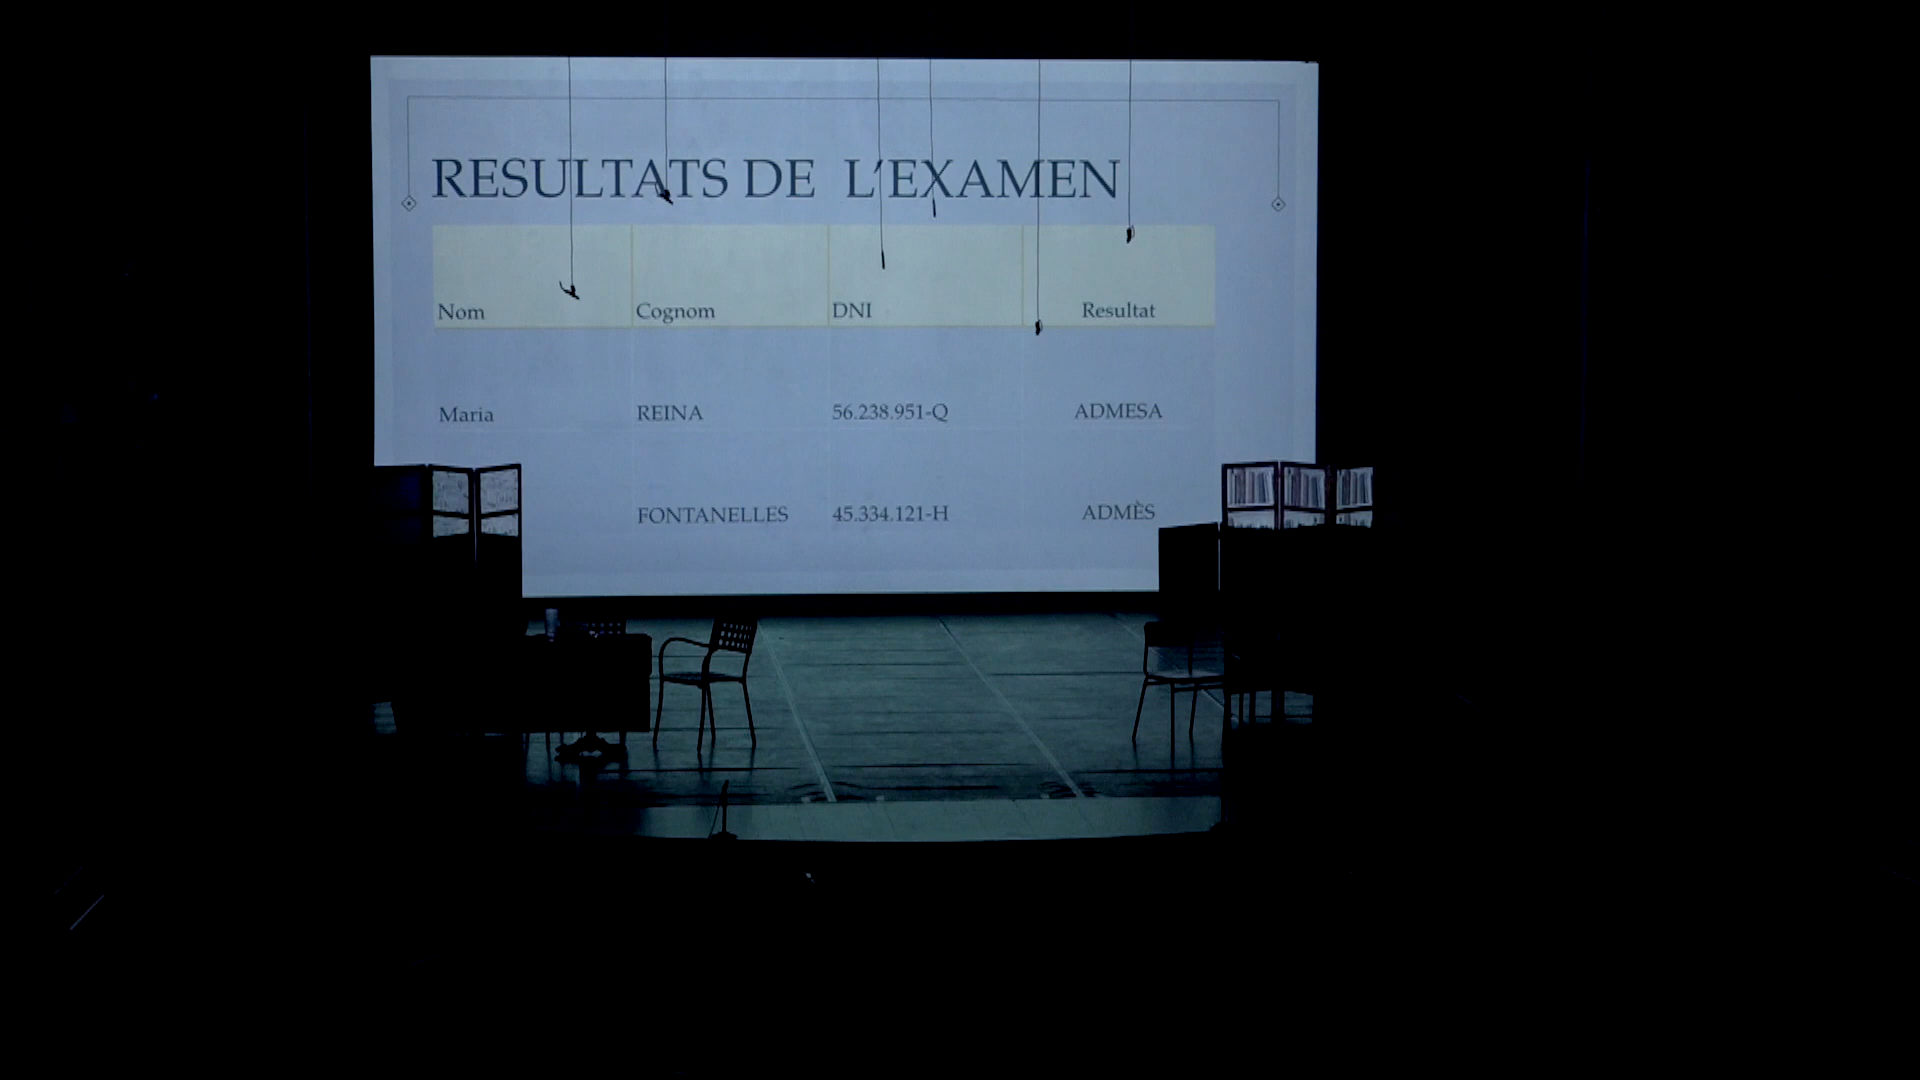 RESULTATS DE L'EXAMEN
Nom Cognom DNI Resultat
Maria REINA 56.238.951-Q ADMESA
FONTANELLES 45.334.121-H ADMÈS